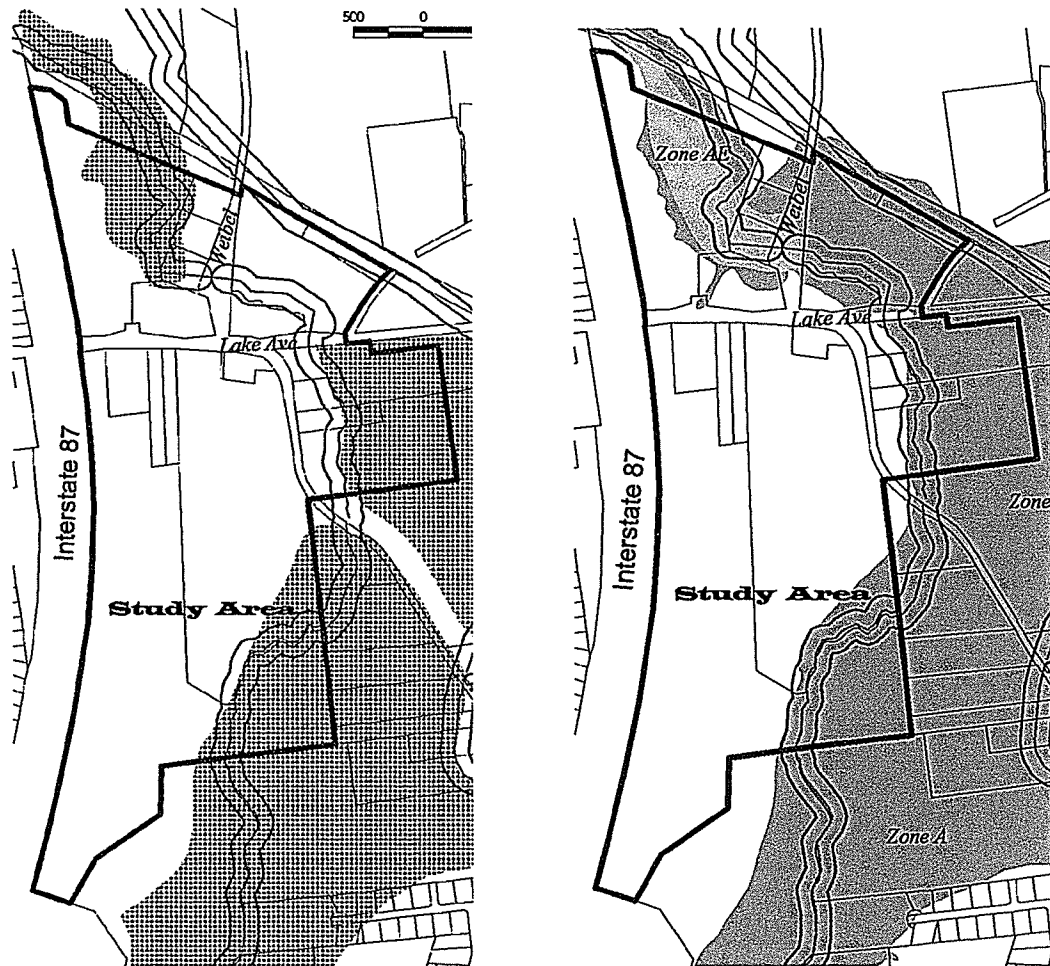 500 0
Weibel
Lake Ave
Interstate 87
Study Area
Zone AE
Weibel
Lake Ave
Interstate 87
Zone
Study Area
Zone A